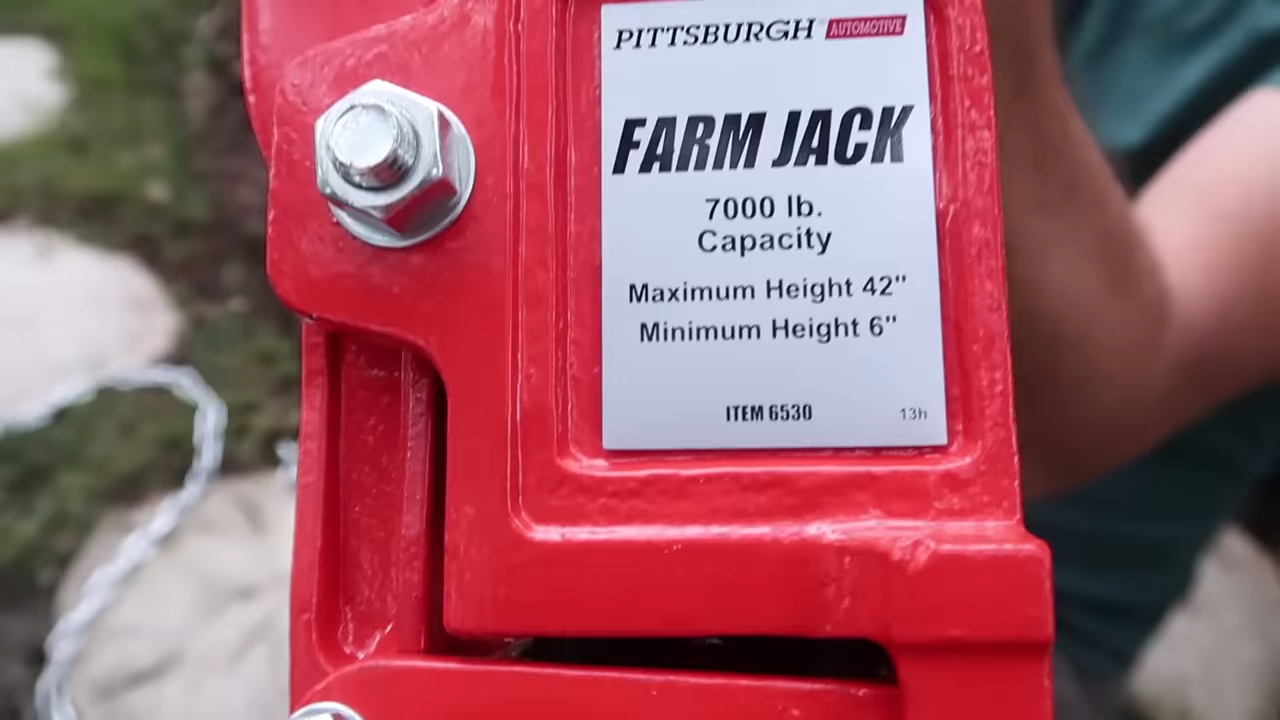 PITTSBURGH AUTOMOTIVE
FARM JACK
7000 lb.
Capacity
Maximum Height 42"
Minimum Height 6"
ITEM 6530 13h